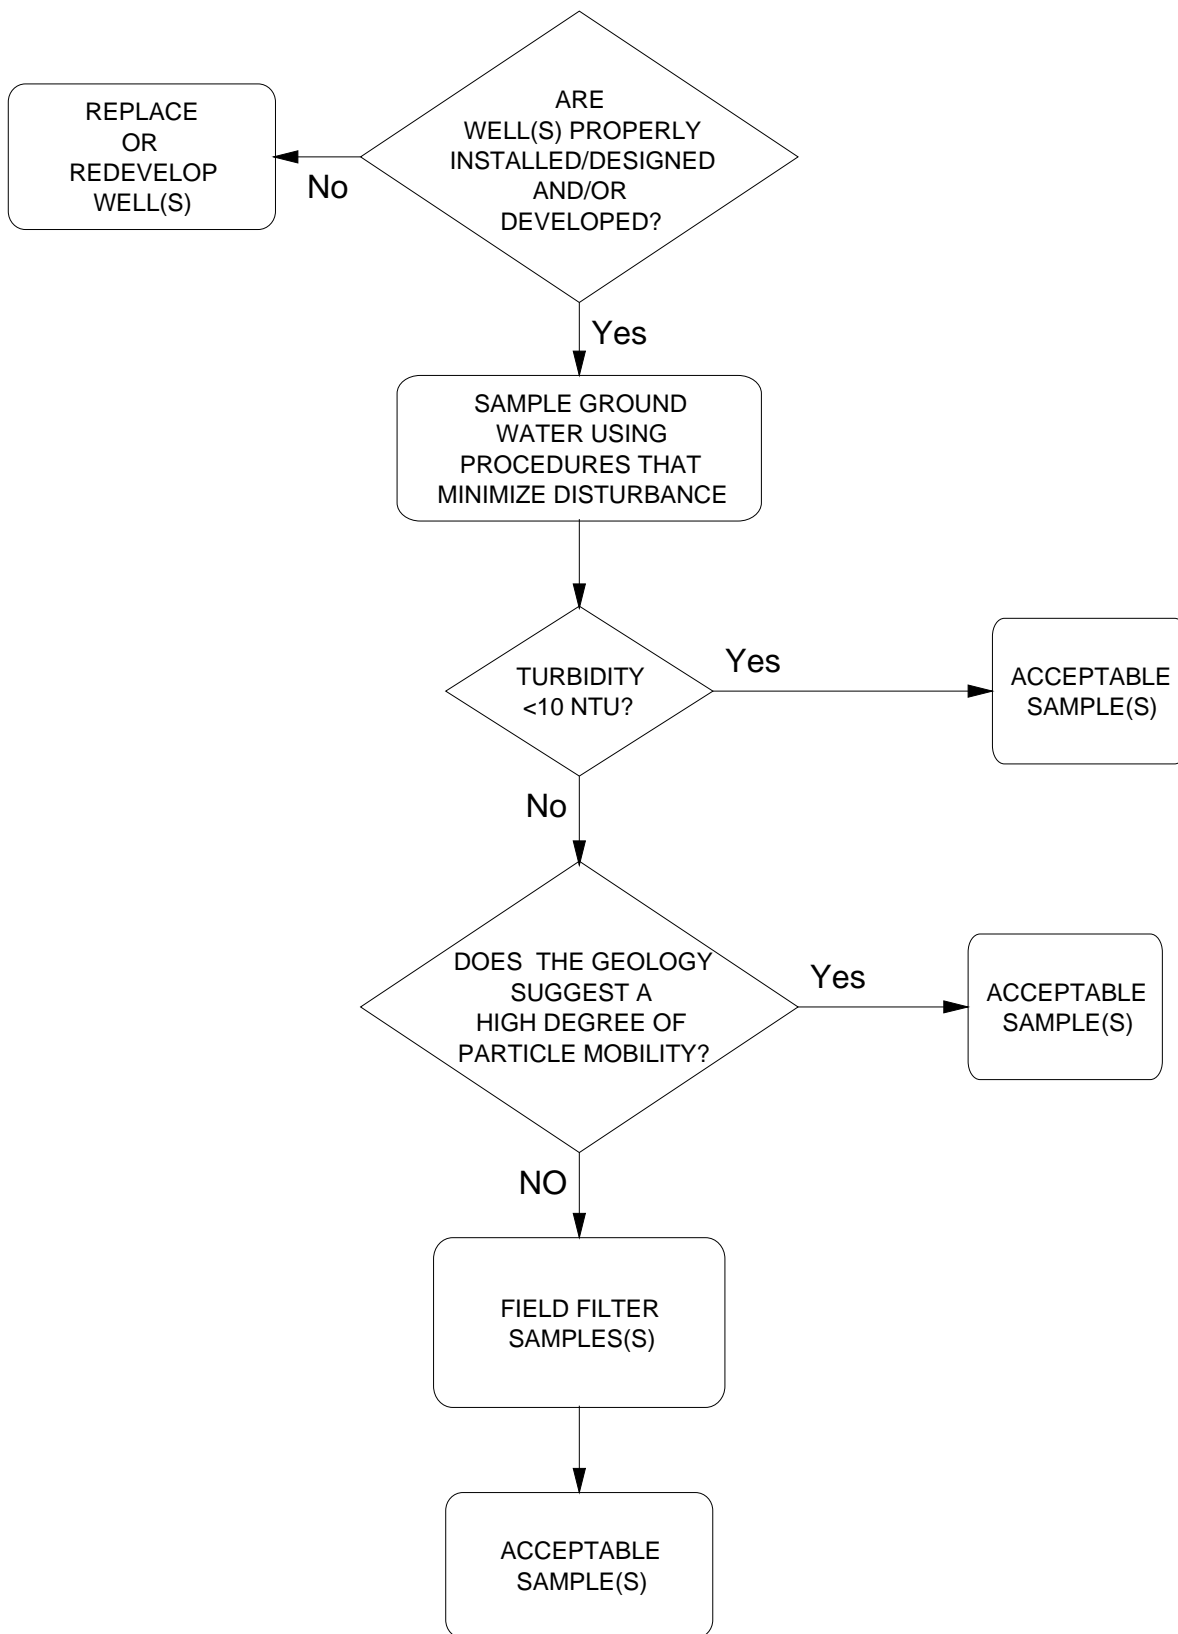 ARE
WELL(S) PROPERLY
INSTALLED/DESIGNED
AND/OR
DEVELOPED?
No
REPLACE
OR
REDEVELOP
WELL(S)
Yes
SAMPLE GROUND
WATER USING
PROCEDURES THAT
MINIMIZE DISTURBANCE
TURBIDITY
<10 NTU?
Yes
ACCEPTABLE
SAMPLE(S)
No
DOES THE GEOLOGY
SUGGEST A
HIGH DEGREE OF
PARTICLE MOBILITY?
Yes
ACCEPTABLE
SAMPLE(S)
NO
FIELD FILTER
SAMPLES(S)
ACCEPTABLE
SAMPLE(S)